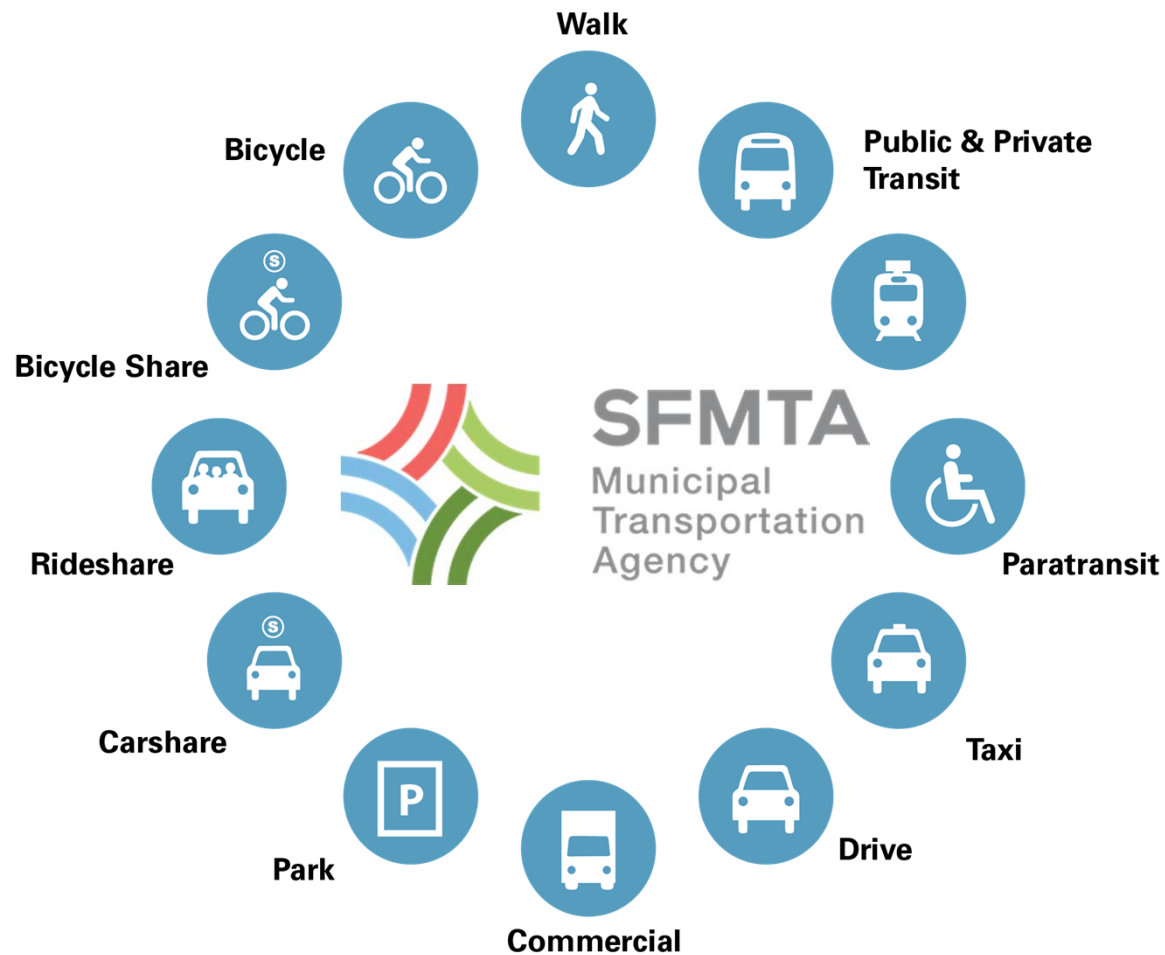 Walk
Bicycle
Public & Private
Transit
S
Bicycle Share
SFMTA
Municipal
Transportation
Agency
Rideshare
Paratransit
S
Carshare
Taxi
P
Park
Drive
Commercial